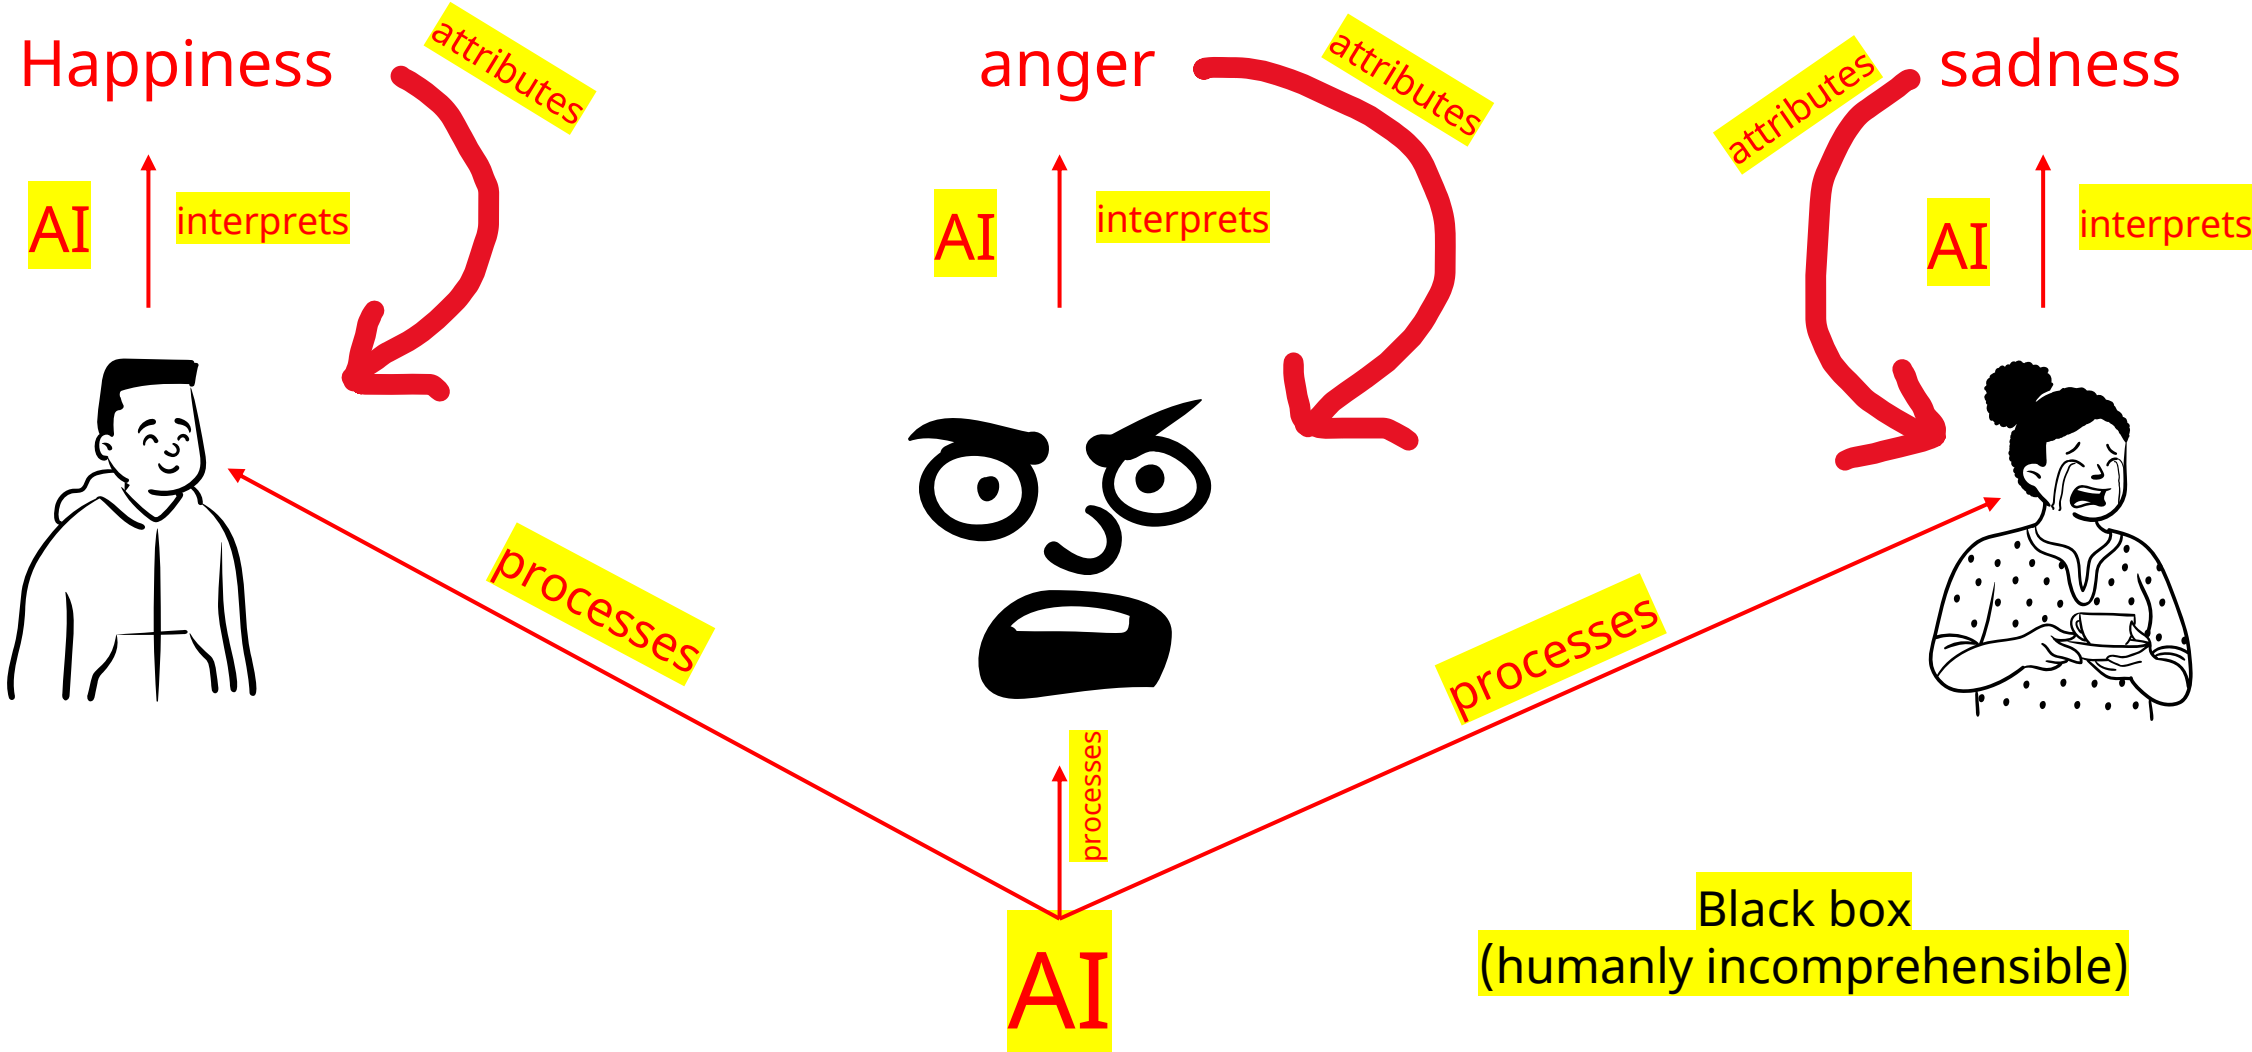 Happiness
attributes
anger
attributes
attributes
sadness
AI
interprets
AI
interprets
AI
interprets
processes
processes
processes
AI
Black box
(humanly incomprehensible)